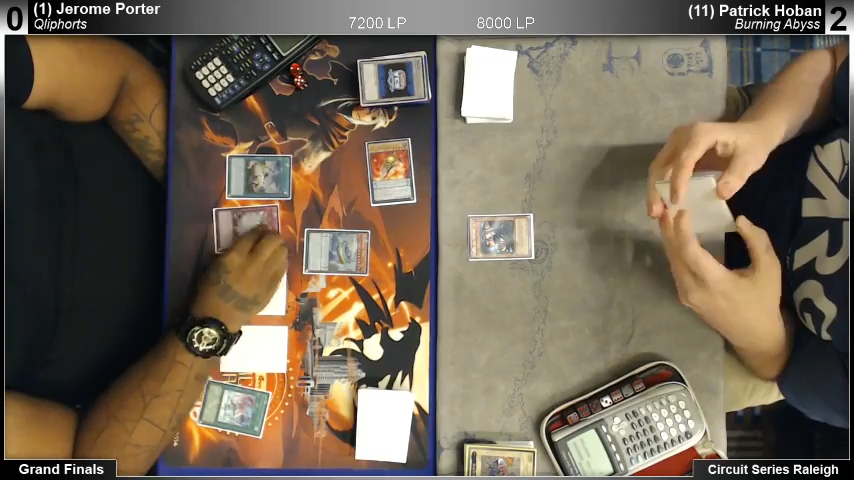 0 (1) Jerome Porter
Qliphorts
7200 LP 8000 LP
(11) Patrick Hoban 2
Burning Abyss
ARG
Grand Finals
Circuit Series Raleigh